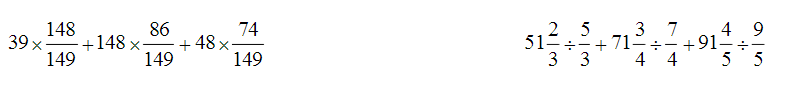 39 × 148/149 + 148 × 86/149 + 48 × 74/149
51 2/3 ÷ 5/3 + 71 3/4 ÷ 7/4 + 91 4/5 ÷ 9/5